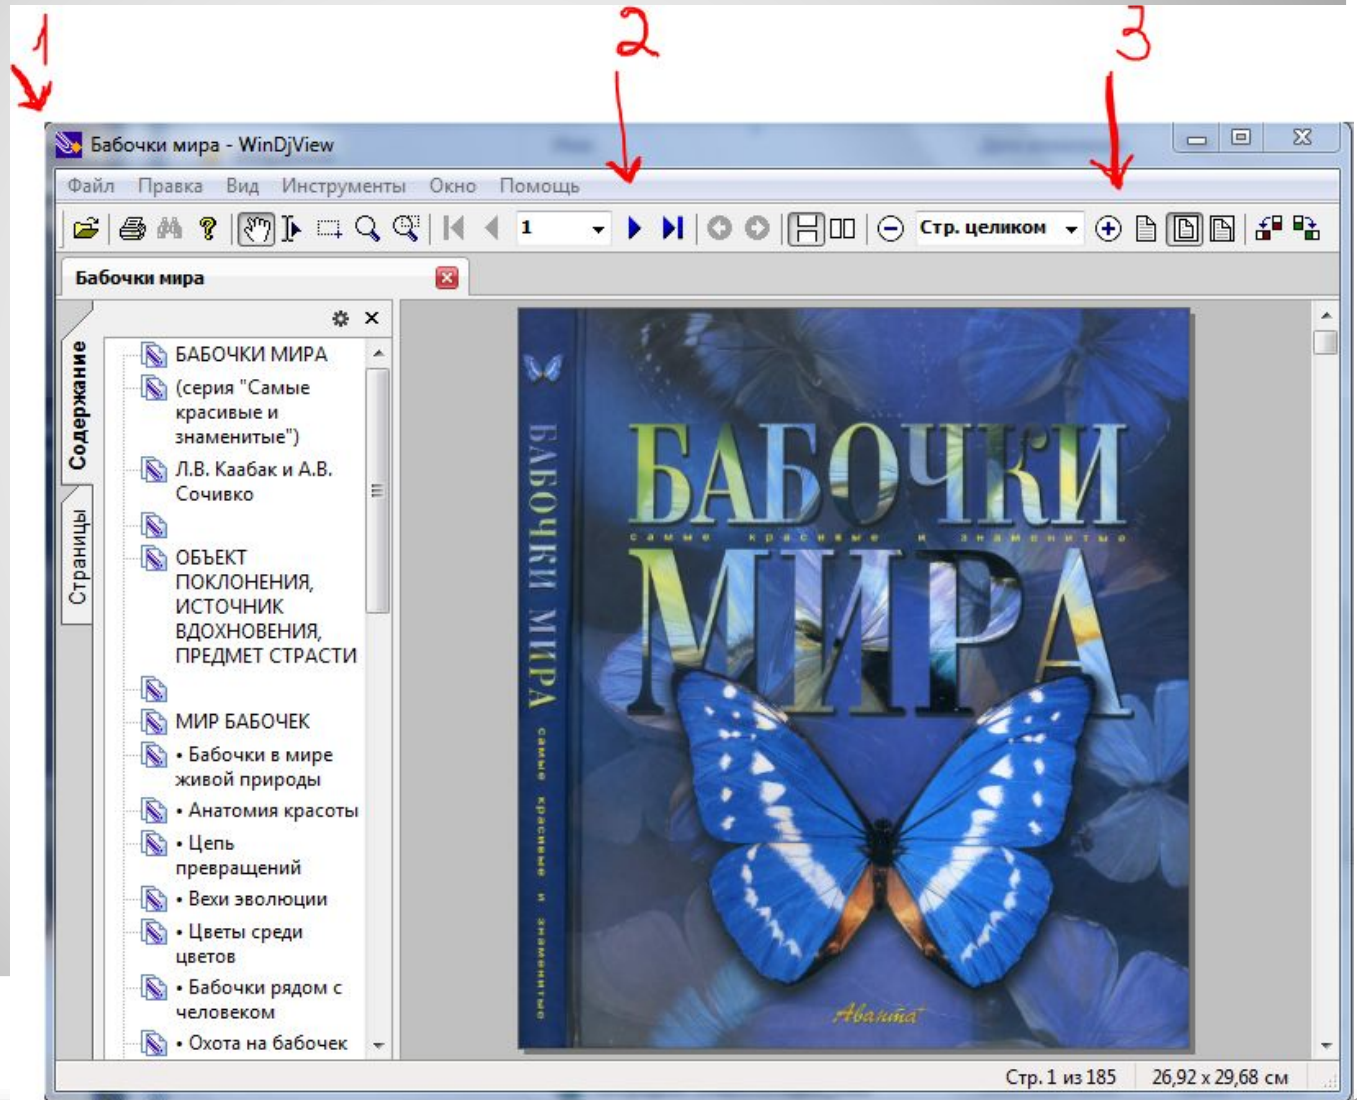 1 2 3
Бабочки мира - WinDjView
Файл Правка Вид Инструменты Окно Помощь
1 Стр. целиком
Бабочки мира
Содержание
Страницы
БАБОЧКИ МИРА
(серия "Самые
красивые и
знаменитые")
Л.В. Каабак и А.В.
Сочивко
ОБЪЕКТ
ПОКЛОНЕНИЯ,
ИСТОЧНИК
ВДОХНОВЕНИЯ,
ПРЕДМЕТ СТРАСТИ
МИР БАБОЧЕК
• Бабочки в мире
живой природы
• Анатомия красоты
• Цепь
превращений
• Вехи эволюции
• Цветы среди
цветов
• Бабочки рядом с
человеком
• Охота на бабочек
БАБОЧКИ МИРА самые красивые и знаменитые
БАБОЧКИ
самые красивые и знаменитые
МИРА
Аванта+
Стр. 1 из 185 26,92 x 29,68 см